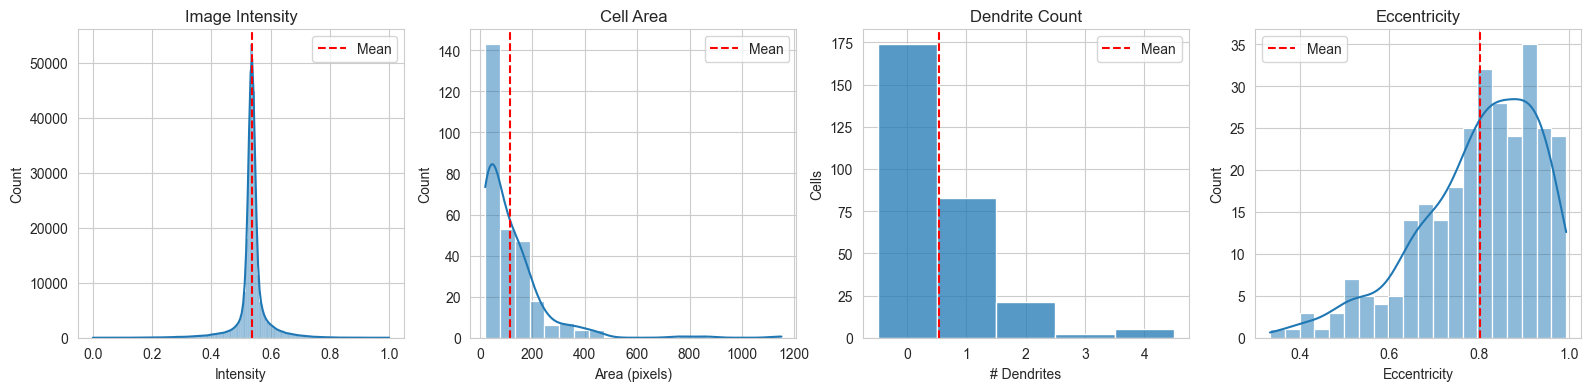 Image Intensity
Mean
50000
40000
30000
20000
10000
0
Count
0.0 0.2 0.4 0.6 0.8 1.0
Intensity
Cell Area
Mean
140
120
100
80
60
40
20
0
Count
0 200 400 600 800 1000 1200
Area (pixels)
Dendrite Count
Mean
175
150
125
100
75
50
25
0
Cells
0 1 2 3 4
# Dendrites
Eccentricity
Mean
35
30
25
20
15
10
5
0
Count
0.4 0.6 0.8 1.0
Eccentricity